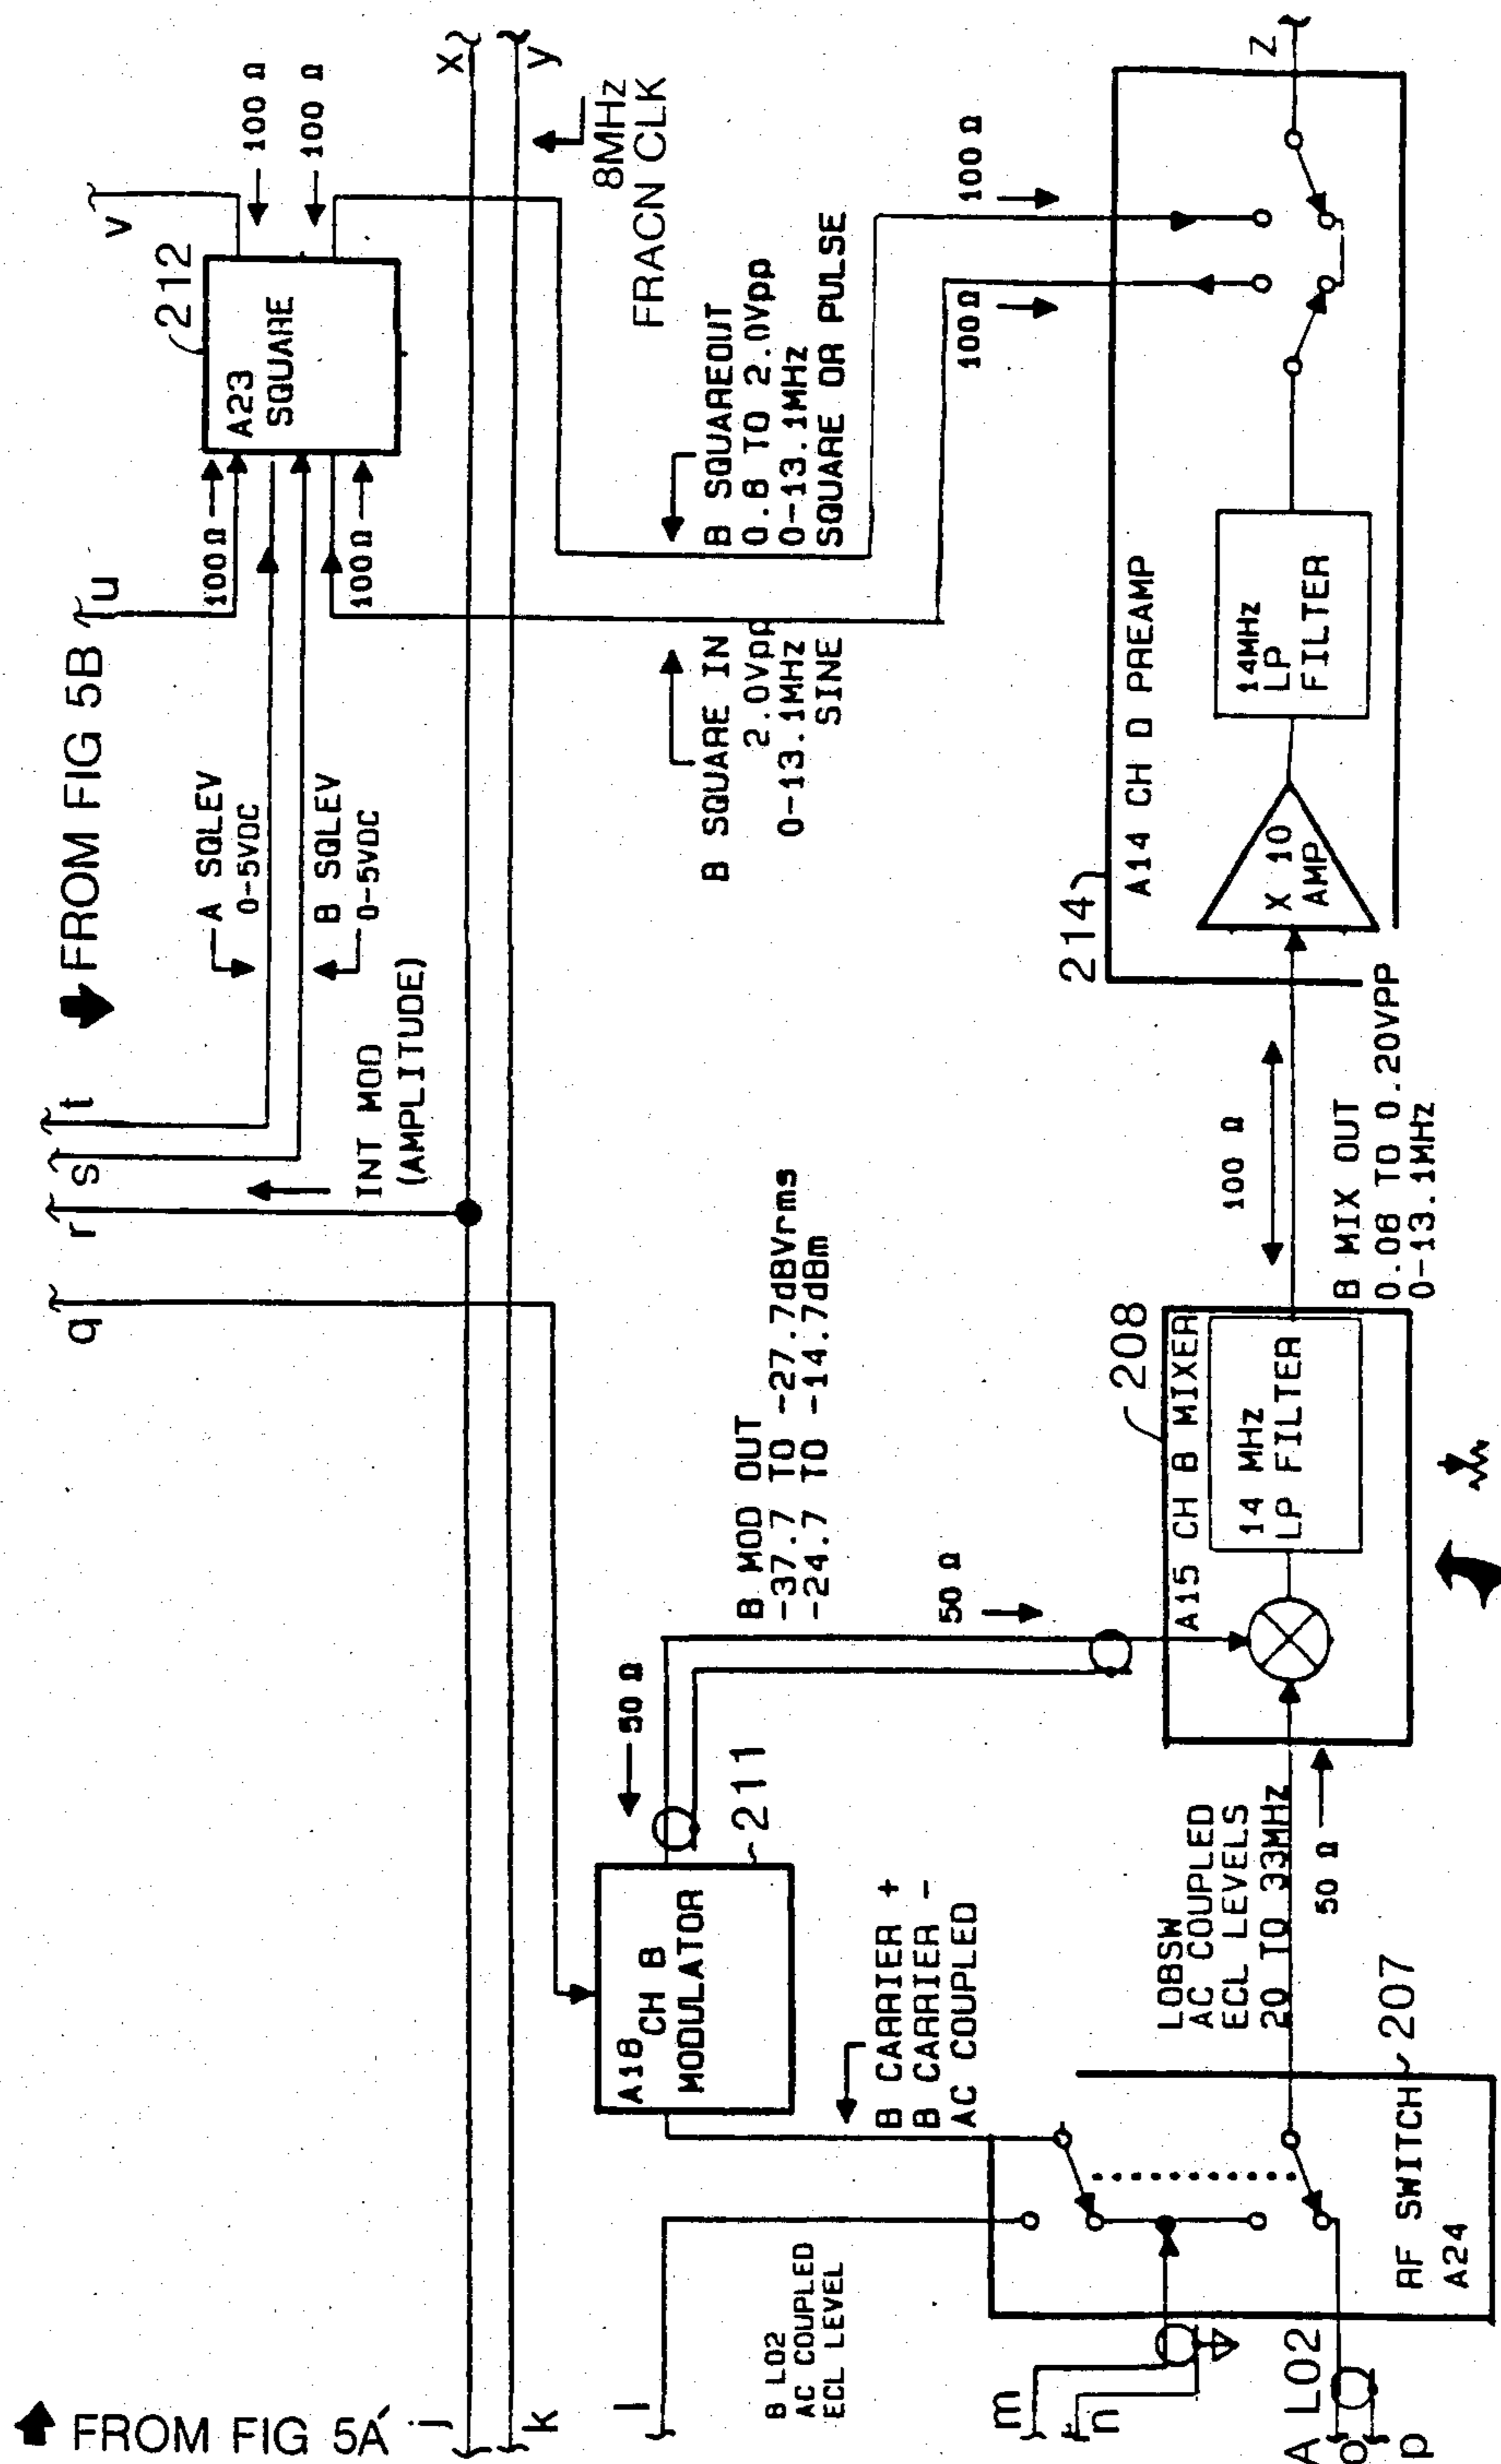 FROM FIG 5A
FROM FIG 5B
j
k
l
m
n
A LO2
o
p
q
r
s
t
u
v
x
y
z
B LO2
AC COUPLED
ECL LEVEL
RF SWITCH
A24
207
B CARRIER +
B CARRIER -
AC COUPLED
A18 CH B
MODULATOR
211
50 Ω
B MOD OUT
-37.7 TO -27.7dBVrms
-24.7 TO -14.7dBm
50 Ω
LOBSW
AC COUPLED
ECL LEVELS
20 TO 33MHz
50 Ω
A15 CH B MIXER
208
14 MHz
LP FILTER
B MIX OUT
0.08 TO 0.20VPP
0-13.1MHz
100 Ω
INT MOD
(AMPLITUDE)
A SQLEV
0-5VDC
B SQLEV
0-5VDC
100Ω
100Ω
A23
SQUARE
212
100 Ω
100 Ω
8MHz
FRACN CLK
B SQUARE IN
2.0Vpp
0-13.1MHz
SINE
B SQUAREOUT
0.8 TO 2.0Vpp
0-13.1MHz
SQUARE OR PULSE
100Ω
100 Ω
214
A14 CH D PREAMP
X 10
AMP
14MHz
LP
FILTER